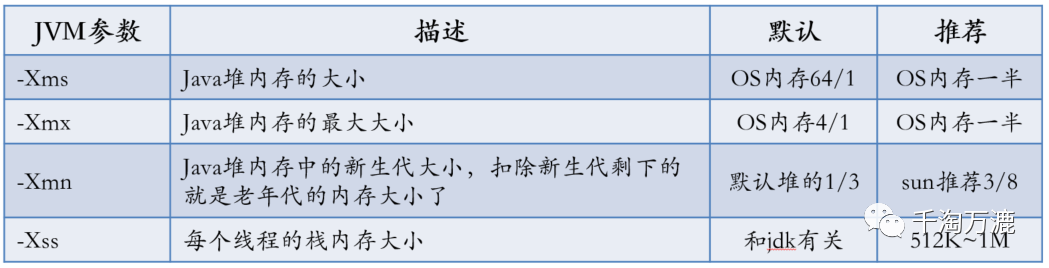 JVM参数 描述 默认 推荐
-Xms Java堆内存的大小 OS内存64/1 OS内存一半
-Xmx Java堆内存的最大大小 OS内存4/1 OS内存一半
-Xmn Java堆内存中的新生代大小，扣除新生代剩下的
就是老年代的内存大小了 默认堆的1/3 sun推荐3/8
-Xss 每个线程的栈内存大小 和jdk有关 512K~1M
千淘万漉